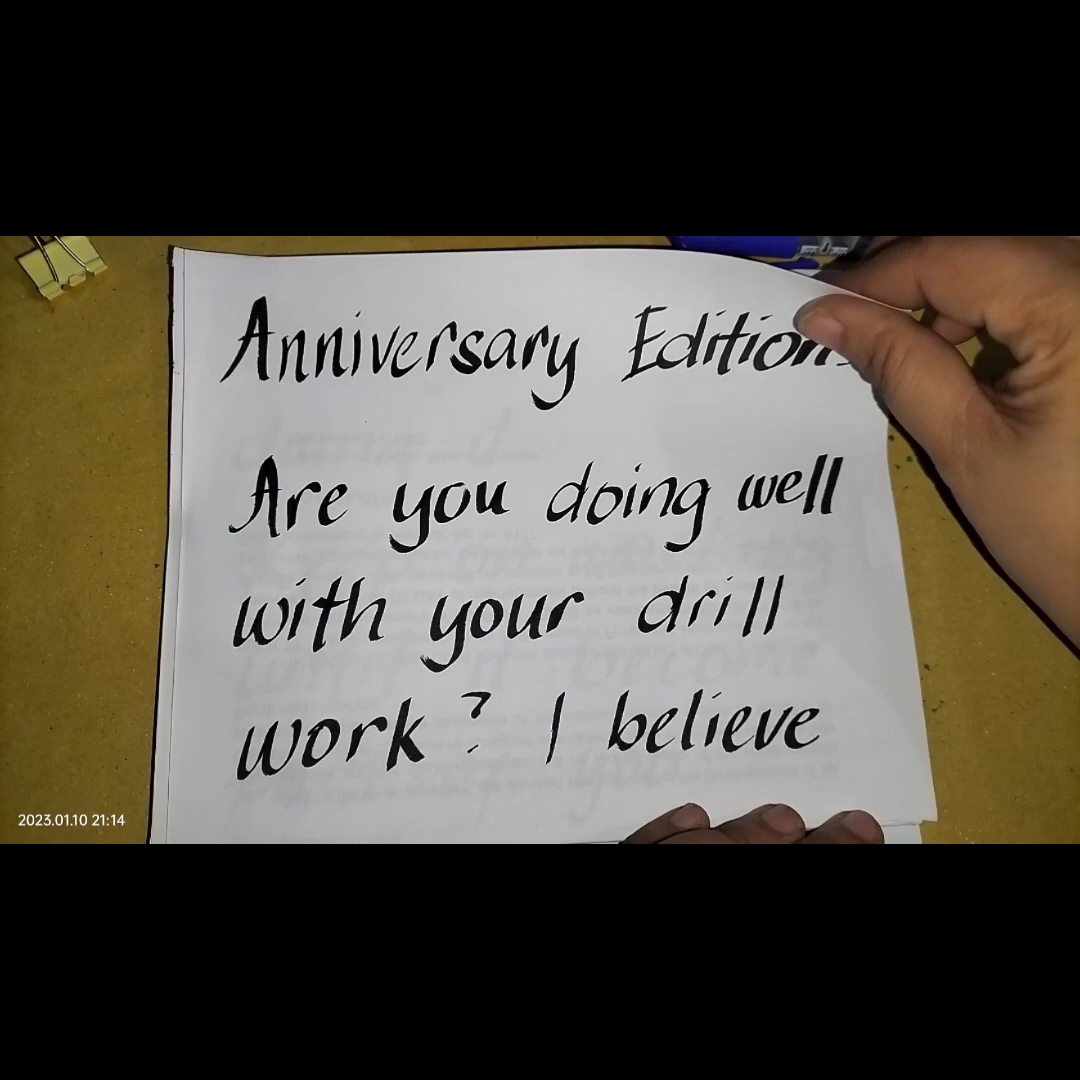 Anniversary Edition:
Are you doing well
with your drill
work? I believe
2023.01.10 21:14